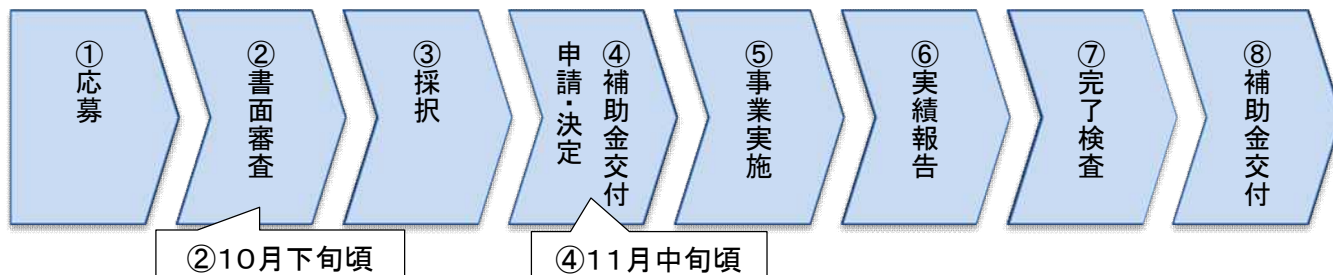 ①応募
②書面審査
③採択
④補助金交付
申請・決定
⑤事業実施
⑥実績報告
⑦完了検査
⑧補助金交付
②10月下旬頃
④11月中旬頃